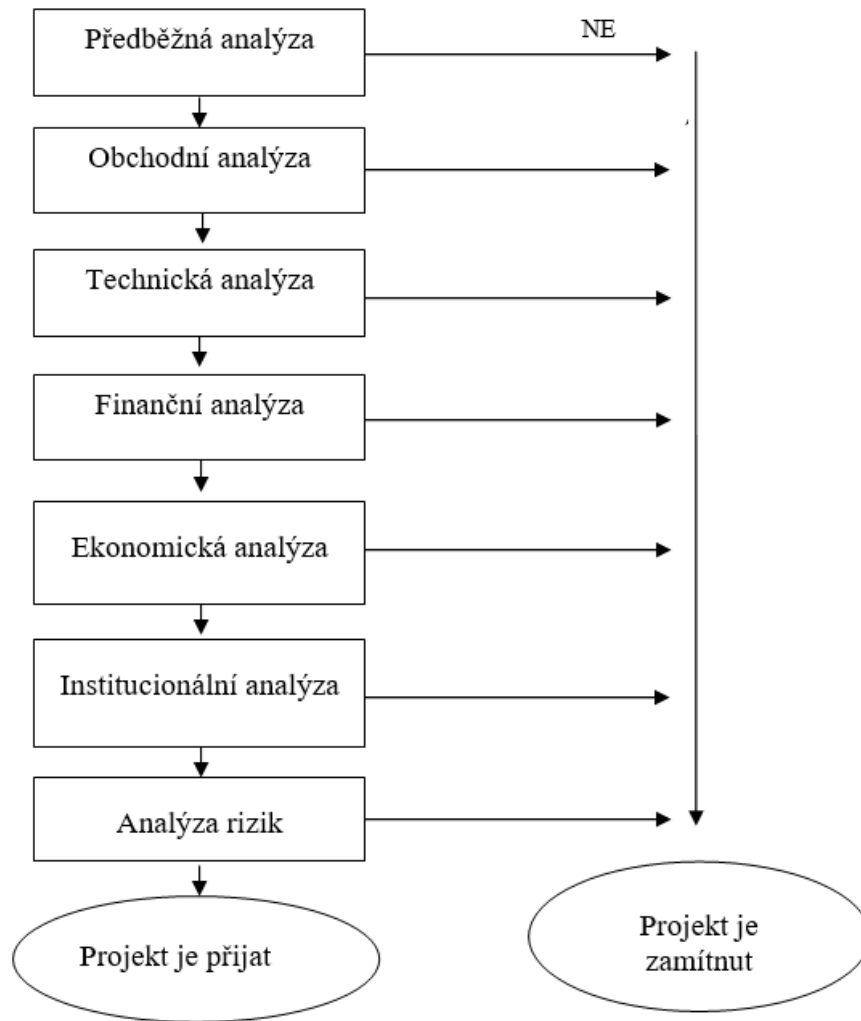 Předběžná analýza
NE
Obchodní analýza
Technická analýza
Finanční analýza
Ekonomická analýza
Institucionální analýza
Analýza rizik
Projekt je přijat
Projekt je
zamítnut